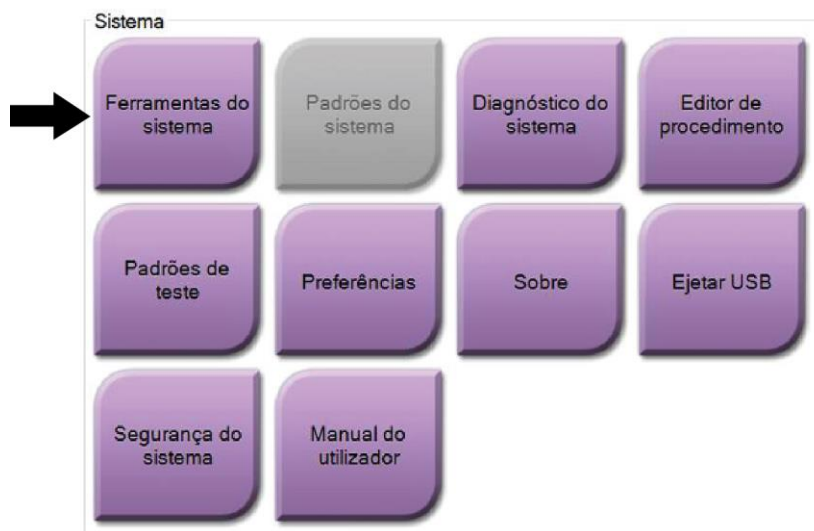 Sistema
Ferramentas do
sistema
Padrões do
sistema
Diagnóstico do
sistema
Editor de
procedimento
Padrões de
teste
Preferências
Sobre
Ejetar USB
Segurança do
sistema
Manual do
utilizador